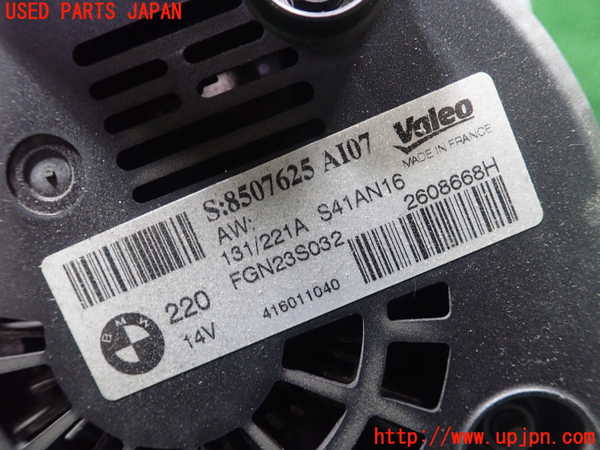 USED PARTS JAPAN
Valeo
MADE IN FRANCE
S:8507625 AI07
AW:
131/221A S41AN16
FGN23S032 2608668H
416011040
220
14V
BMW
http://www.upjpn.com/